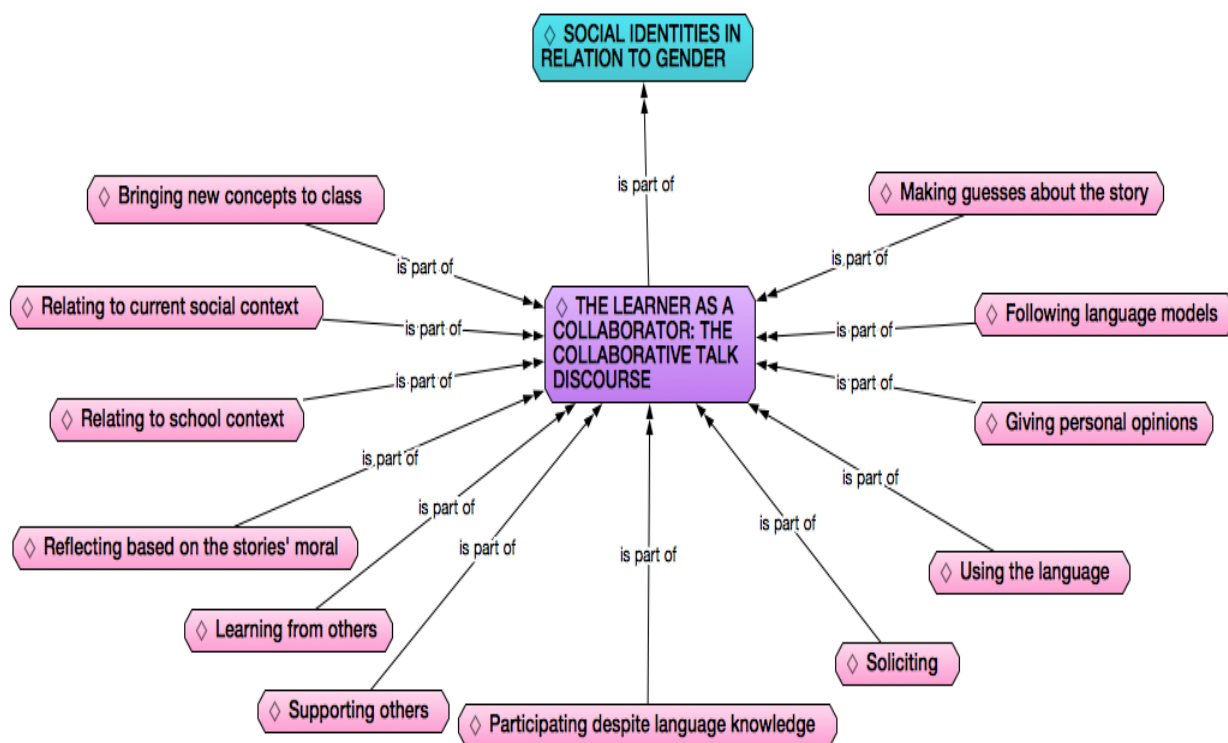 ◇ SOCIAL IDENTITIES IN
RELATION TO GENDER
is part of
◇ Bringing new concepts to class
◇ Making guesses about the story
is part of
is part of
◇ Relating to current social context
is part of
◇ THE LEARNER AS A
COLLABORATOR: THE
COLLABORATIVE TALK
DISCOURSE
is part of
◇ Following language models
is part of
is part of
◇ Relating to school context
◇ Giving personal opinions
is part of
is part of
is part of
is part of
is part of
is part of
◇ Reflecting based on the stories' moral
◇ Using the language
◇ Learning from others
◇ Soliciting
◇ Supporting others
◇ Participating despite language knowledge